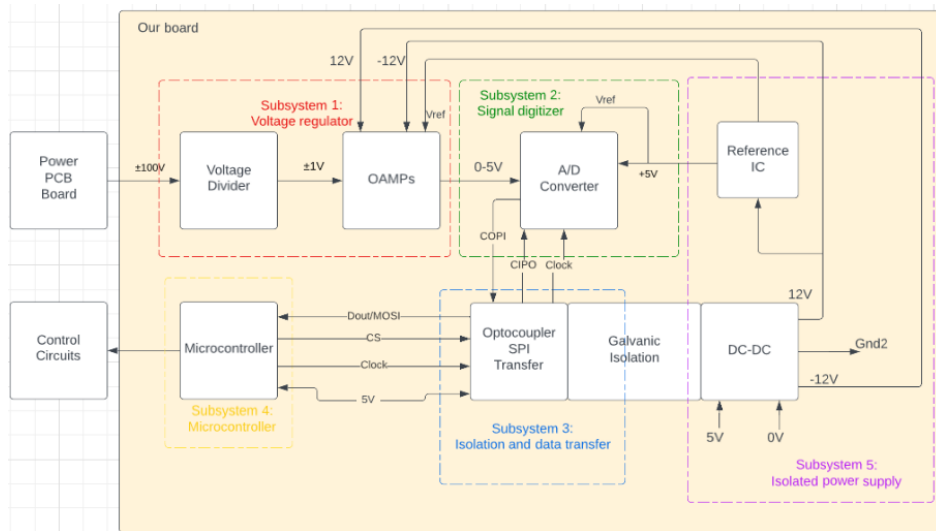 Our board
12V
-12V
Subsystem 1:
Voltage regulator
Vref
Subsystem 2:
Signal digitizer
Vref
Power
PCB
Board
±100V
Voltage
Divider
±1V
OAMPs
0-5V
A/D
Converter
+5V
Reference
IC
COPI
CIPO
Clock
12V
Control
Circuits
Microcontroller
Dout/MOSI
CS
Clock
5V
Optocoupler
SPI
Transfer
Galvanic
Isolation
DC-DC
Gnd2
-12V
Subsystem 4:
Microcontroller
Subsystem 3:
Isolation and data transfer
5V
0V
Subsystem 5:
Isolated power supply